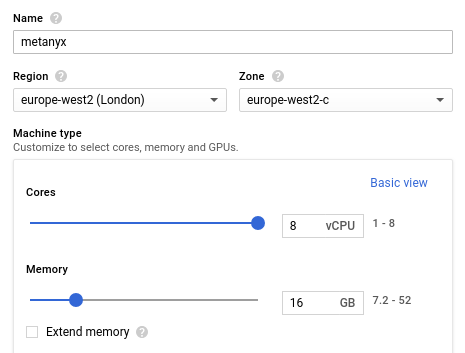 Name ?
metanyx
Region ? Zone ?
europe-west2 (London) europe-west2-c
Machine type
Customize to select cores, memory and GPUs.
Basic view
Cores
8 vCPU 1 - 8
Memory
16 GB 7.2 - 52
Extend memory ?